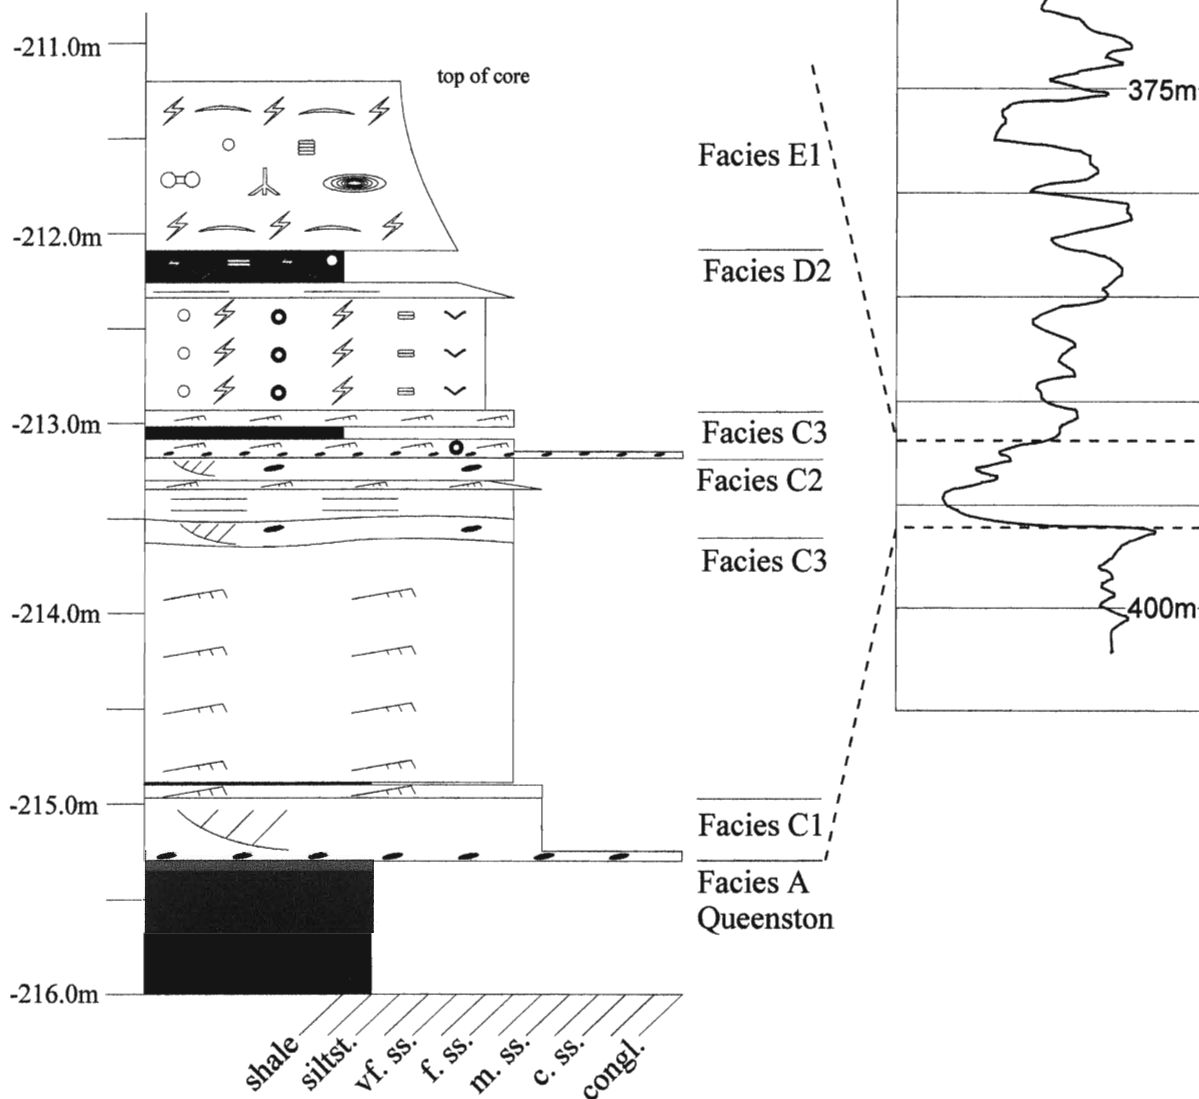 -211.0m
top of core
375m
Facies E1
-212.0m
Facies D2
-213.0m
Facies C3
Facies C2
Facies C3
-214.0m
400m
-215.0m
Facies C1
Facies A
Queenston
-216.0m
shale
siltst.
vf. ss.
f. ss.
m. ss.
c. ss.
congl.